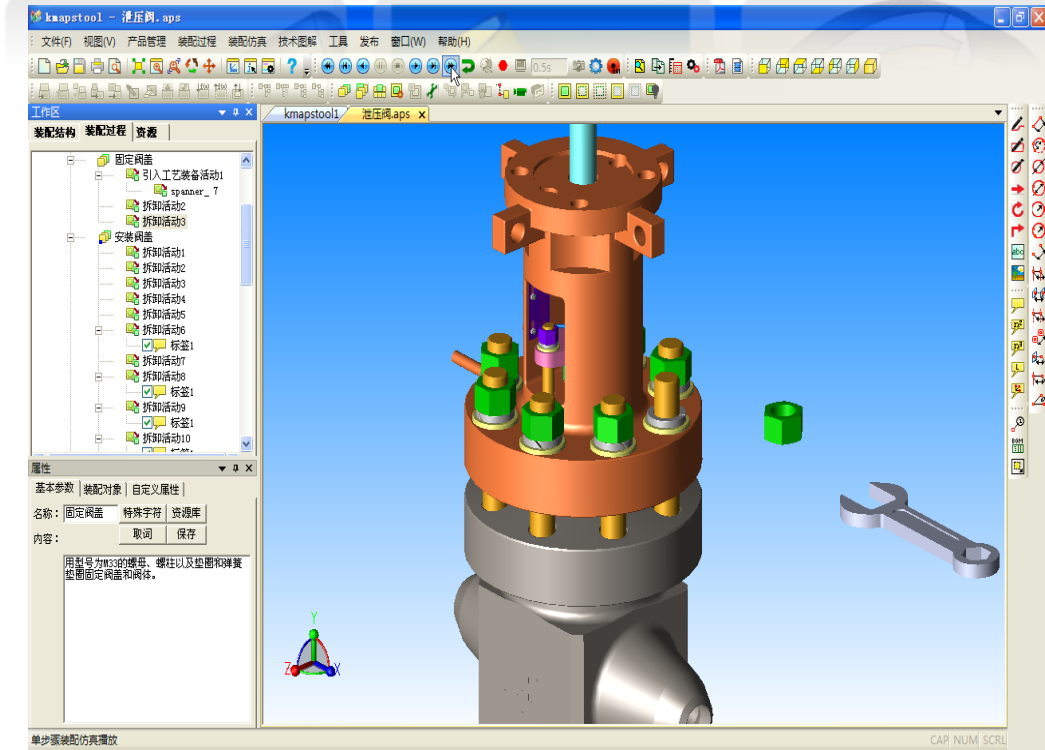 kmapstool - 泄压阀.aps
文件(F) 视图(V) 产品管理 装配过程 装配仿真 技术图解 工具 发布 窗口(W) 帮助(H)
0.5s
工作区
kmapstool1 泄压阀.aps x
装配结构 装配过程 资源
固定阀盖
引入工艺装备活动1
spanner_ 7
拆卸活动2
拆卸活动3
安装阀盖
拆卸活动1
拆卸活动2
拆卸活动3
拆卸活动4
拆卸活动5
拆卸活动6
标签1
拆卸活动7
拆卸活动8
标签1
拆卸活动9
标签1
拆卸活动10
属性
基本参数 装配对象 自定义属性
名称: 固定阀盖 特殊字符 资源库
内容: 取词 保存
用型号为M33的螺母、螺柱以及垫圈和弹簧
垫圈固定阀盖和阀体。
Y
Z X
abc
BOM
单步骤装配仿真播放
CAP NUM SCRL